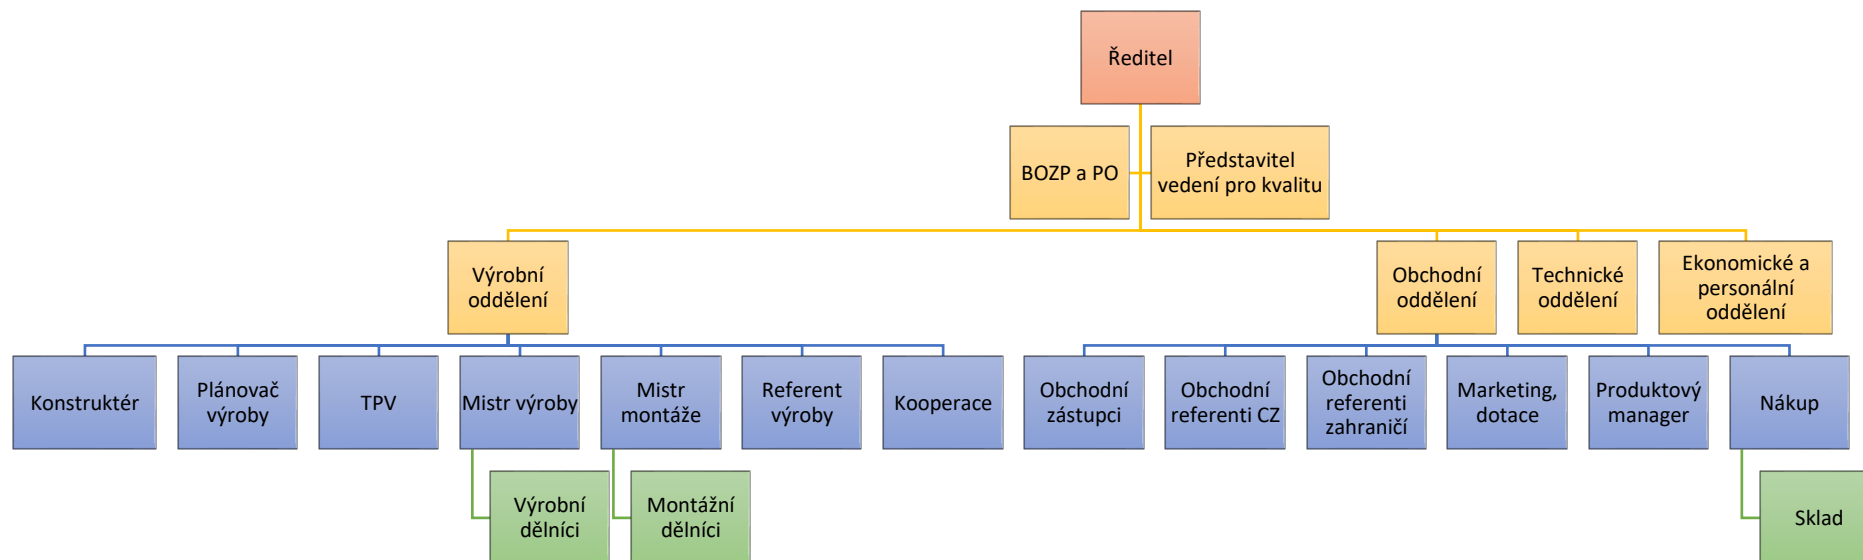 Ředitel
BOZP a PO
Představitel
vedení pro kvalitu
Výrobní
oddělení
Obchodní
oddělení
Technické
oddělení
Ekonomické a
personální
oddělení
Konstruktér
Plánovač
výroby
TPV
Mistr výroby
Mistr
montáže
Referent
výroby
Kooperace
Obchodní
zástupci
Obchodní
referenti CZ
Obchodní
referenti
zahraničí
Marketing,
dotace
Produktový
manager
Nákup
Výrobní
dělníci
Montážní
dělníci
Sklad